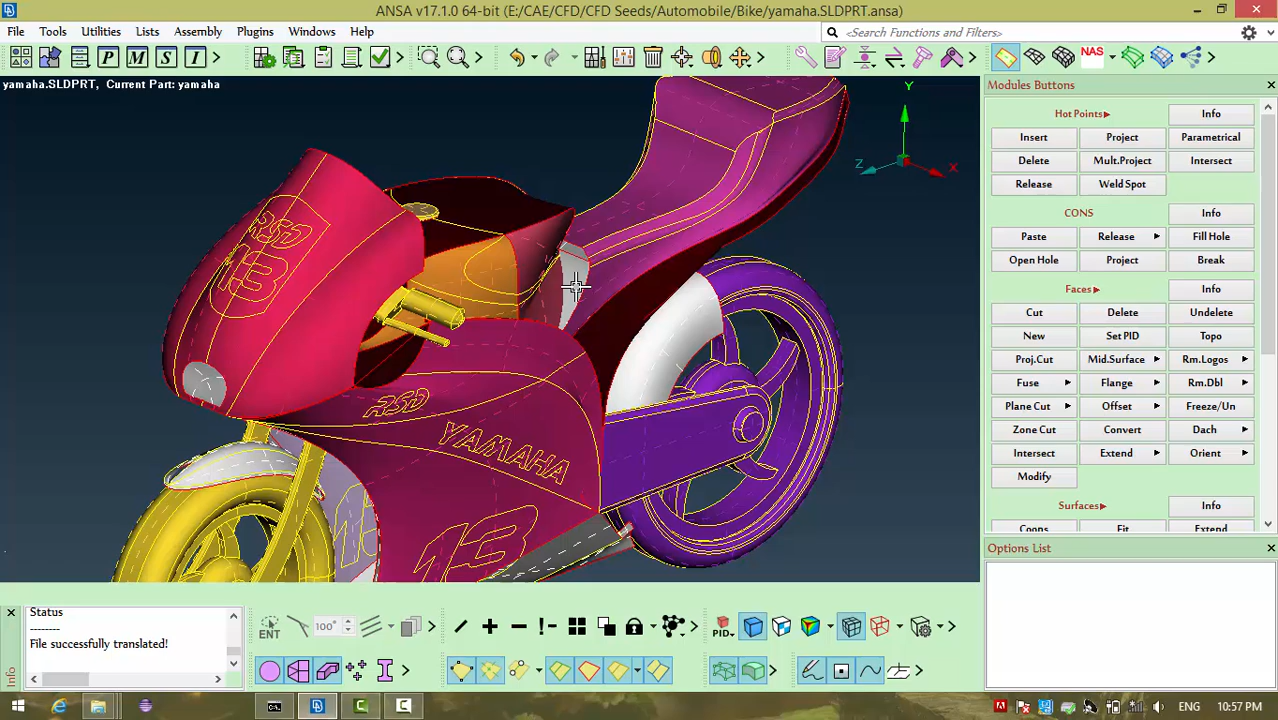 ANSA v17.1.0 64-bit (E:/CAE/CFD/CFD Seeds/Automobile/Bike/yamaha.SLDPRT.ansa)
File Tools Utilities Lists Assembly Plugins Windows Help
<Search Functions and Filters>
P M S T
NAS
yamaha.SLDPRT, Current Part: yamaha
Y
Z
X
RSD
13
RSD
YAMAHA
13
Modules Buttons
Hot Points Info
Insert Project Parametrical
Delete Mult.Project Intersect
Release Weld Spot
CONS Info
Paste Release Fill Hole
Open Hole Project Break
Faces Info
Cut Delete Undelete
New Set PID Topo
Proj.Cut Mid.Surface Rm.Logos
Fuse Flange Rm.Dbl
Plane Cut Offset Freeze/Un
Zone Cut Convert Dach
Intersect Extend Orient
Modify
Surfaces Info
Coons Fit Extend
Options List
Info
Status
--------
File successfully translated!
ENT 100° PID
ENG 10:57 PM